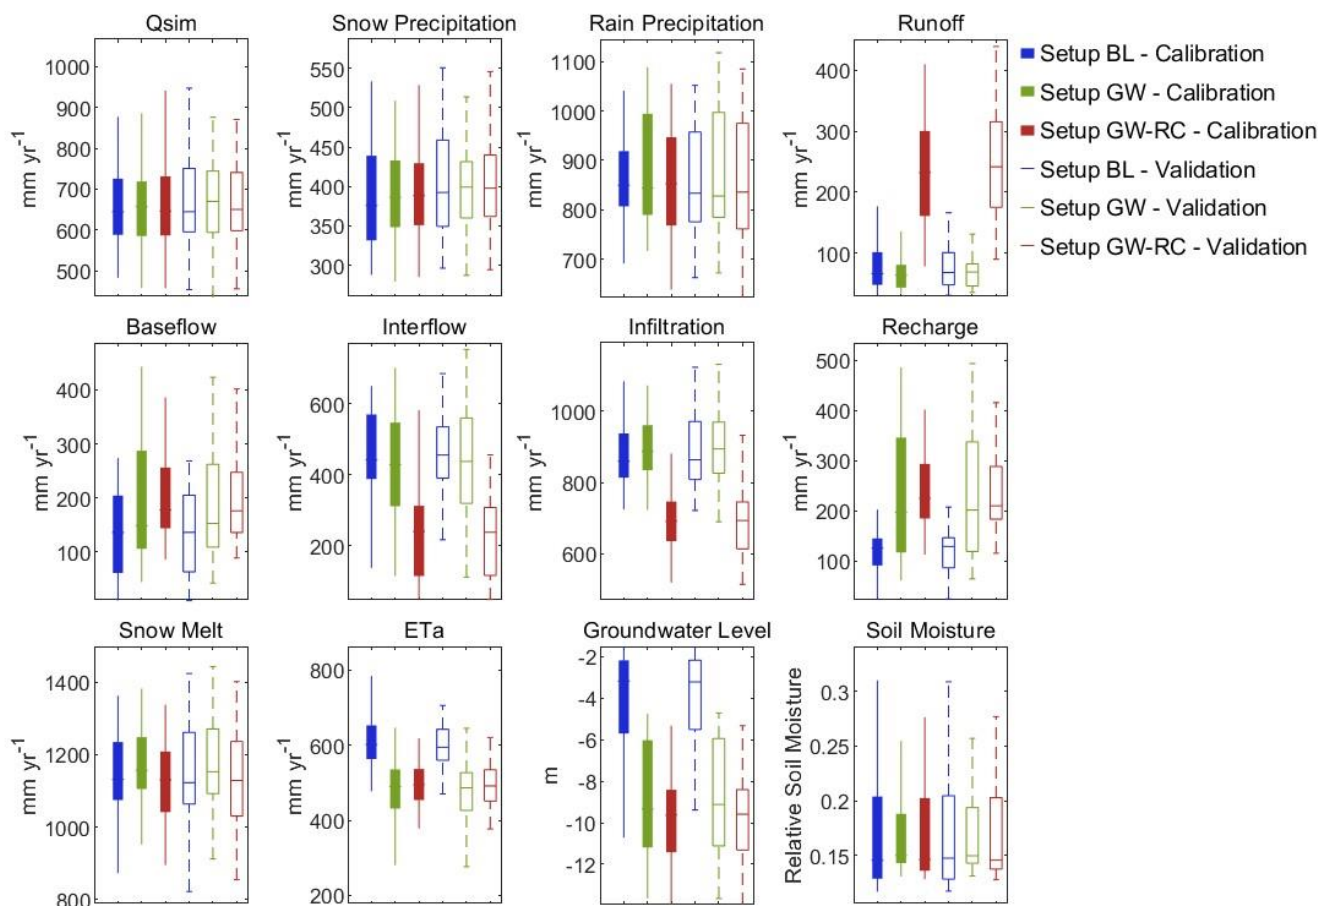 Qsim
Snow Precipitation
Rain Precipitation
Runoff
1000
900
800
700
600
500
mm yr-1
550
500
450
400
350
300
mm yr-1
1100
1000
900
800
700
mm yr-1
400
300
200
100
mm yr-1
Setup BL - Calibration
Setup GW - Calibration
Setup GW-RC - Calibration
Setup BL - Validation
Setup GW - Validation
Setup GW-RC - Validation
Baseflow
Interflow
Infiltration
Recharge
400
300
200
100
mm yr-1
600
400
200
mm yr-1
1000
800
600
mm yr-1
500
400
300
200
100
mm yr-1
Snow Melt
ETa
Groundwater Level
Soil Moisture
1400
1200
1000
800
mm yr-1
800
600
400
200
mm yr-1
-2
-4
-6
-8
-10
-12
m
0.3
0.25
0.2
0.15
Relative Soil Moisture